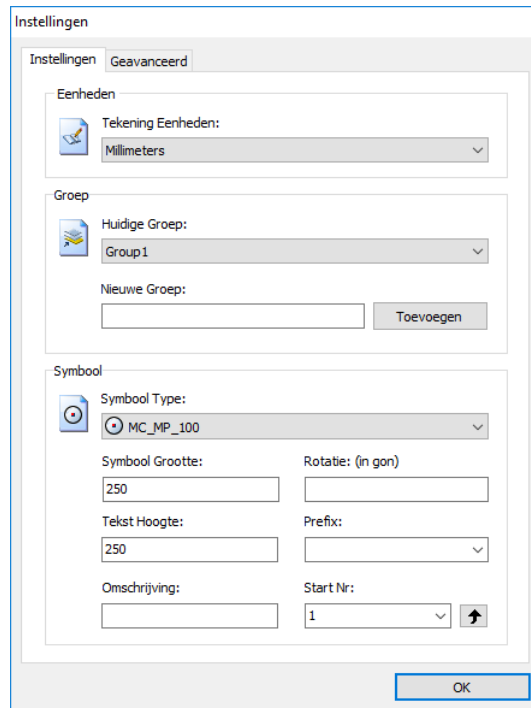 Instellingen
Instellingen Geavanceerd
Eenheden
Tekening Eenheden:
Millimeters
Groep
Huidige Groep:
Group1
Nieuwe Groep:
Toevoegen
Symbool
Symbool Type:
MC_MP_100
Symbool Grootte: Rotatie: (in gon)
250
Tekst Hoogte: Prefix:
250
Omschrijving: Start Nr:
1
OK